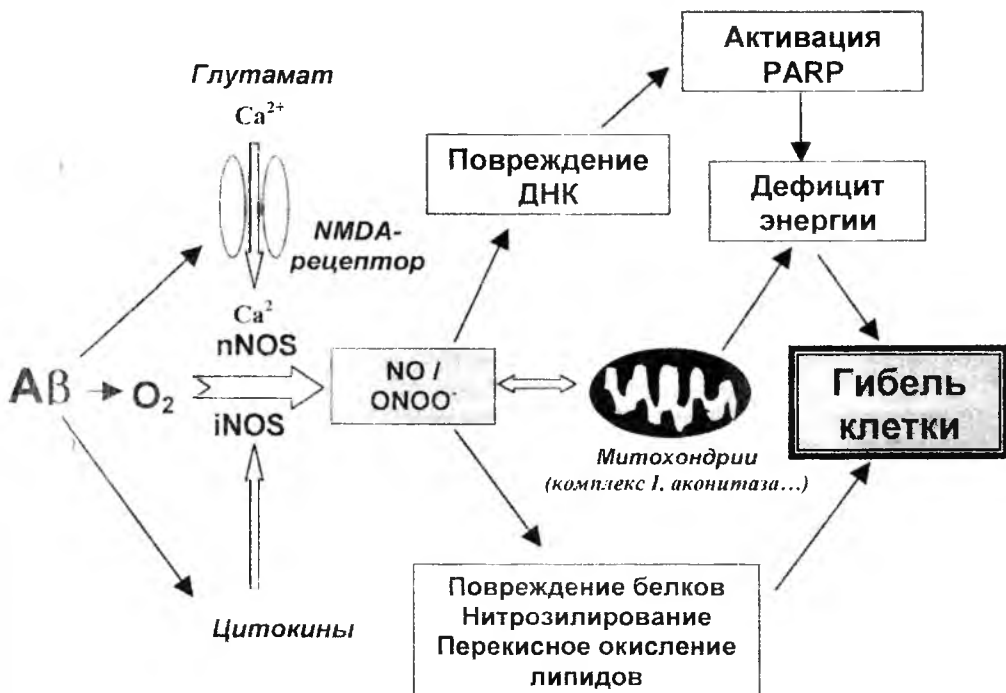 Глутамат
Ca²⁺
NMDA-
рецептор
Ca²
nNOS
Aβ
O₂
iNOS
Цитокины
NO /
ONOO⁻
Повреждение
ДНК
Активация
PARP
Дефицит
энергии
Митохондрии
(комплекс I, аконитаза...)
Гибель
клетки
Повреждение белков
Нитрозилирование
Перекисное окисление
липидов